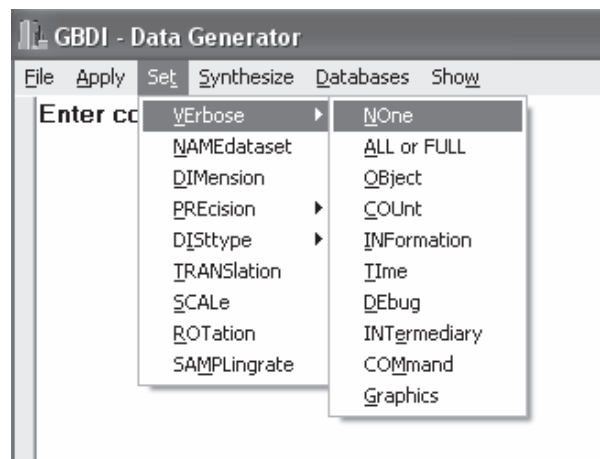 GBDI - Data Generator
File Apply Set Synthesize Databases Show
Enter co
VErbose
NAMEdataset
DIMension
PREcision
DISttype
TRANSlation
SCALe
ROTation
SAMPLingrate
NOne
ALL or FULL
OBject
COUnt
INFormation
TIme
DEbug
INTermediary
COMmand
Graphics